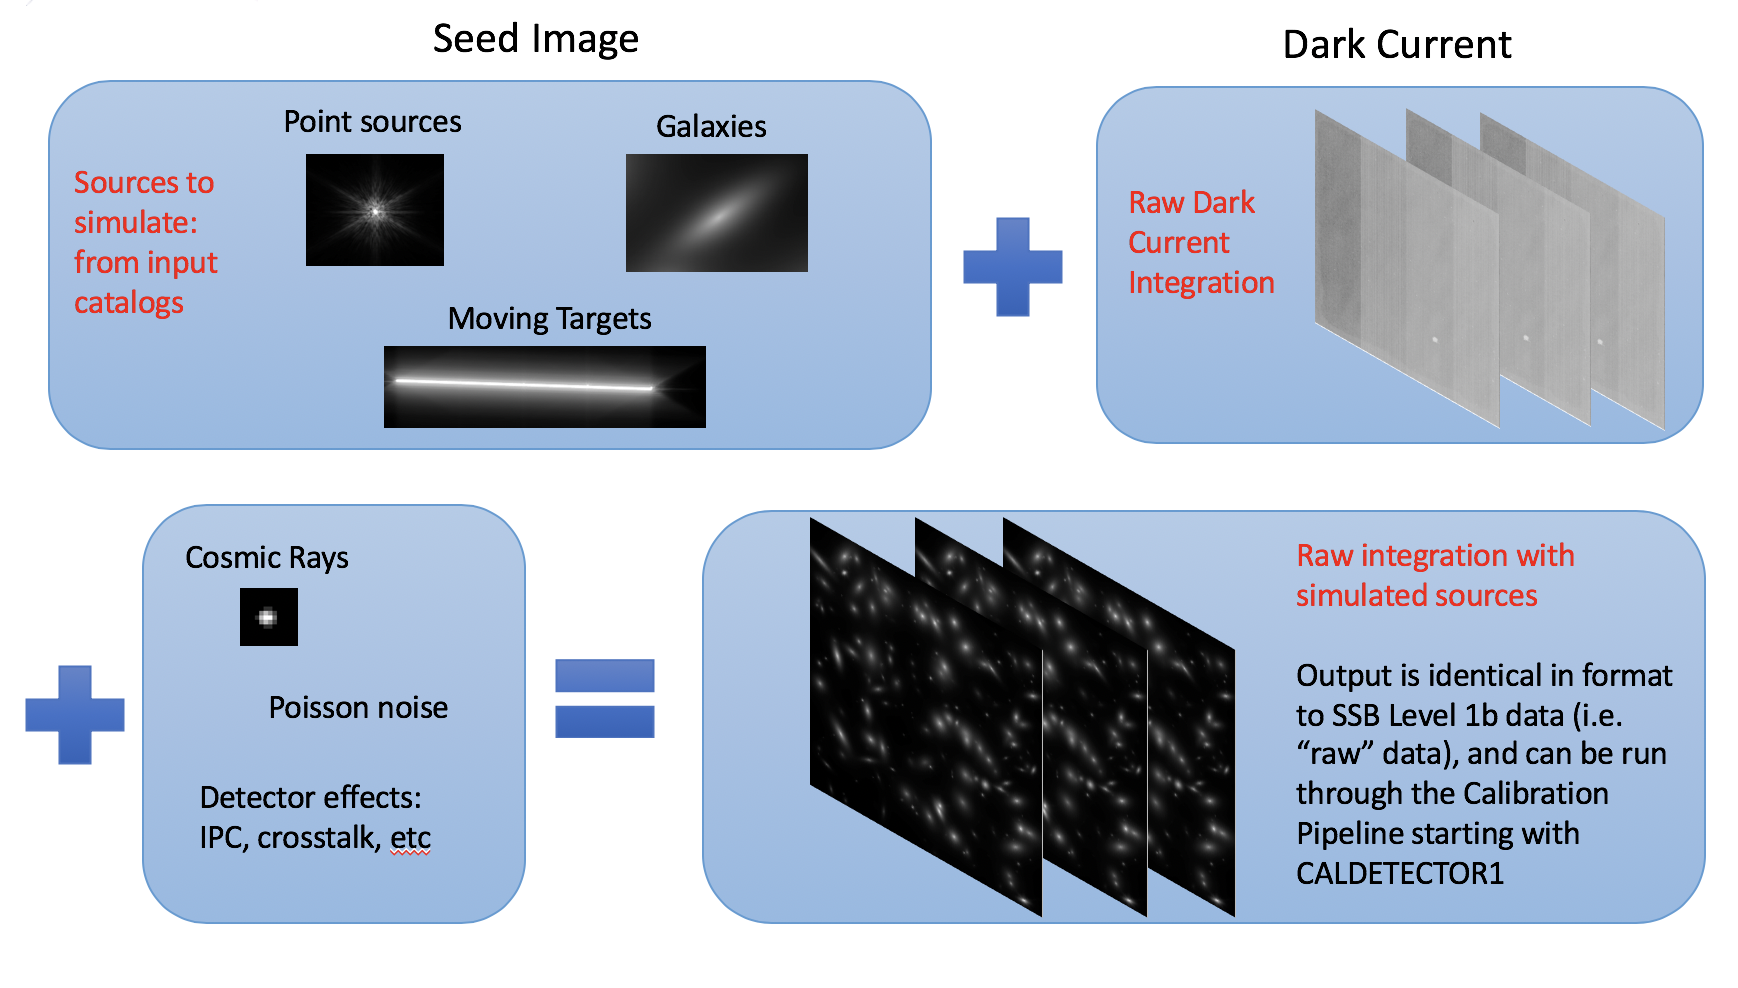 Seed Image
Dark Current
Point sources
Galaxies
Sources to
simulate:
from input
catalogs
Moving Targets
Raw Dark
Current
Integration
Cosmic Rays
Poisson noise
Detector effects:
IPC, crosstalk, etc
Raw integration with
simulated sources
Output is identical in format
to SSB Level 1b data (i.e.
“raw” data), and can be run
through the Calibration
Pipeline starting with
CALDETECTOR1